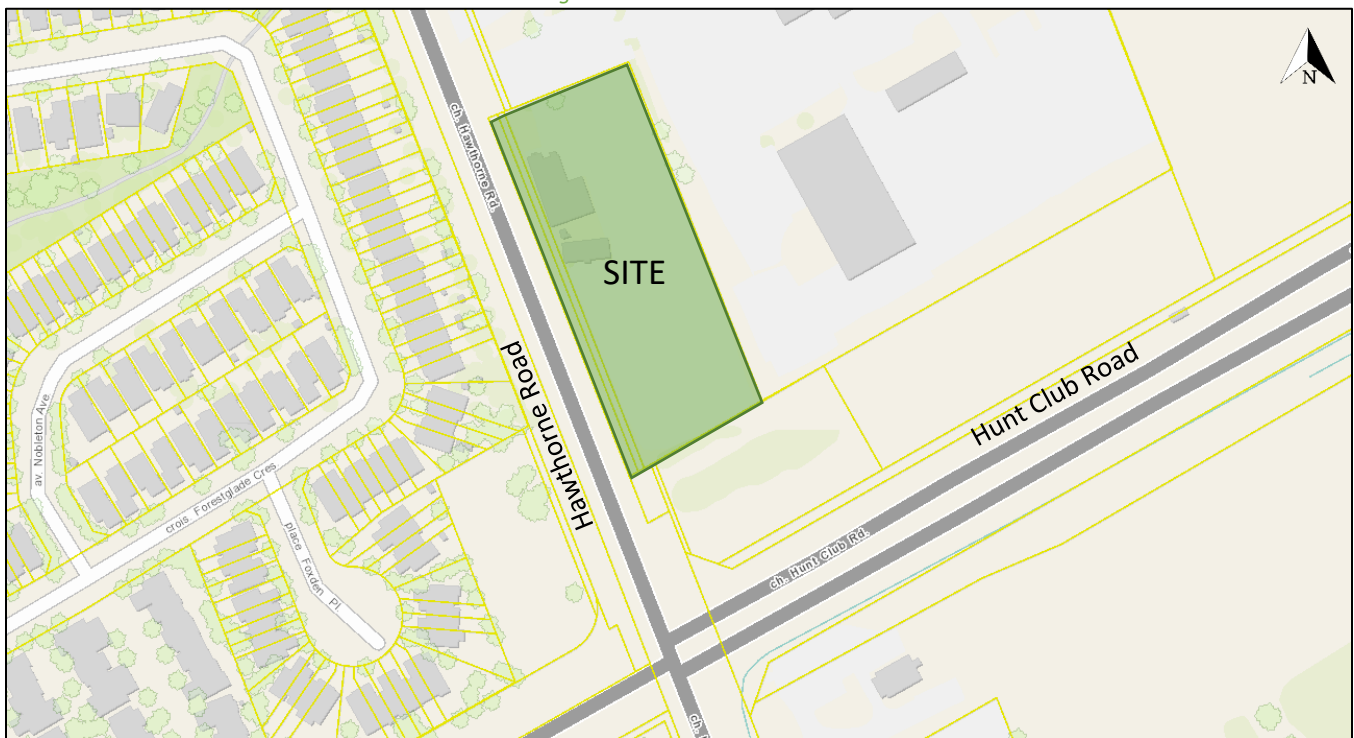 N
ch. Hawthorne Rd.
SITE
Hawthorne Road
Hunt Club Road
av. Nobleton Ave
crois Forestglade Cres
place Foxden Pl
ch. Hunt Club Rd.